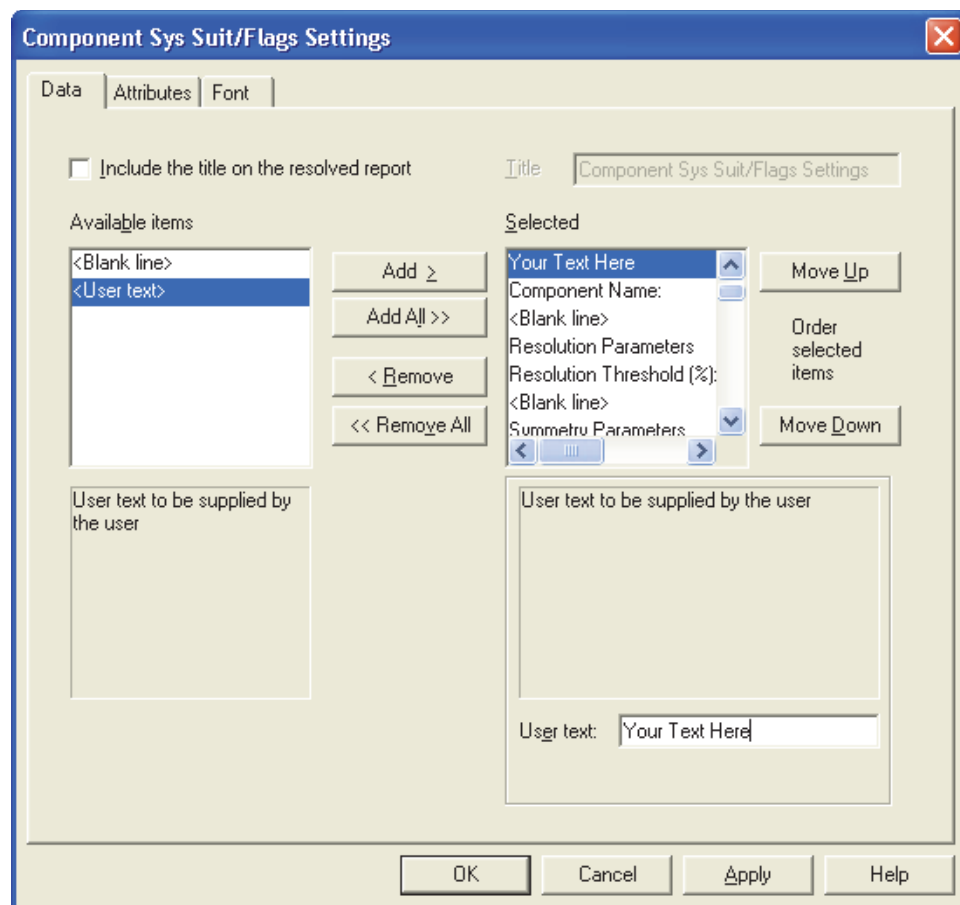 Component Sys Suit/Flags Settings
Data Attributes Font
Include the title on the resolved report
Title Component Sys Suit/Flags Settings
Available items
Selected
<Blank line>
<User text>
Add >
Add All >>
< Remove
<< Remove All
Your Text Here
Component Name:
<Blank line>
Resolution Parameters
Resolution Threshold (%):
<Blank line>
Symmetry Parameters
Move Up
Order
selected
items
Move Down
User text to be supplied by
the user
User text to be supplied by the user
User text: Your Text Here
OK Cancel Apply Help